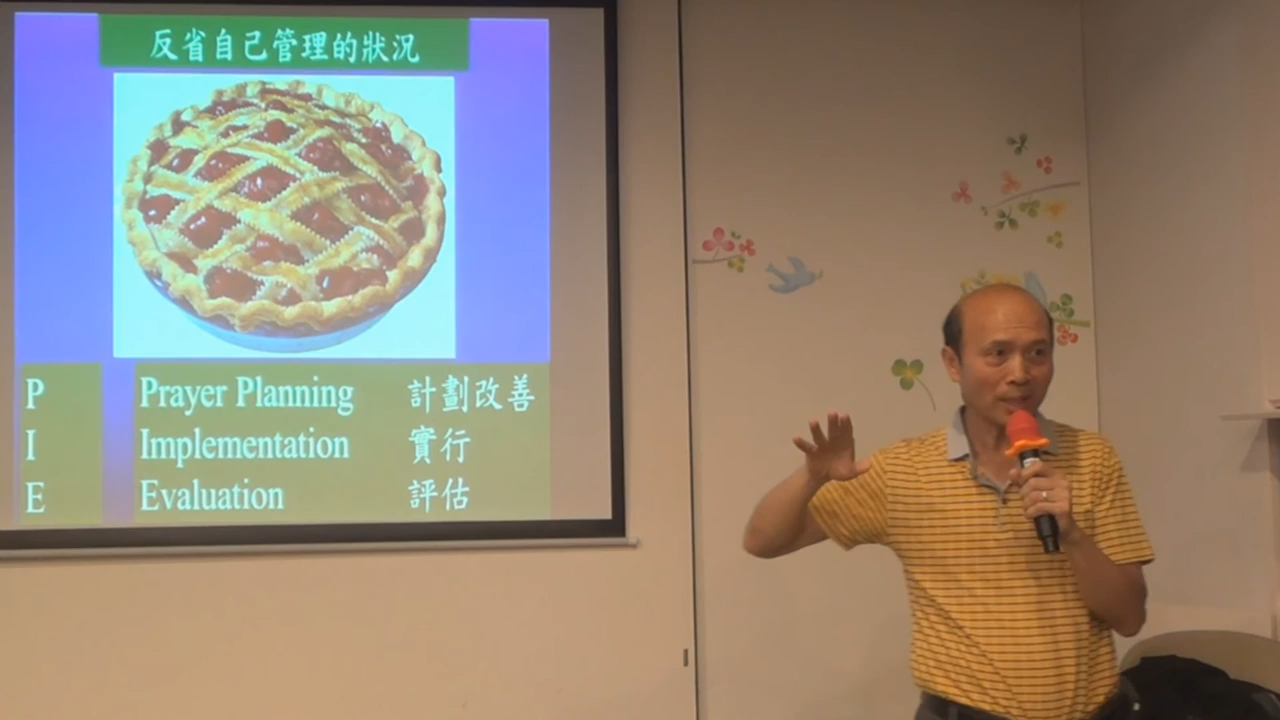 反省自己管理的狀況
P Prayer Planning 計劃改善
I Implementation 實行
E Evaluation 評估